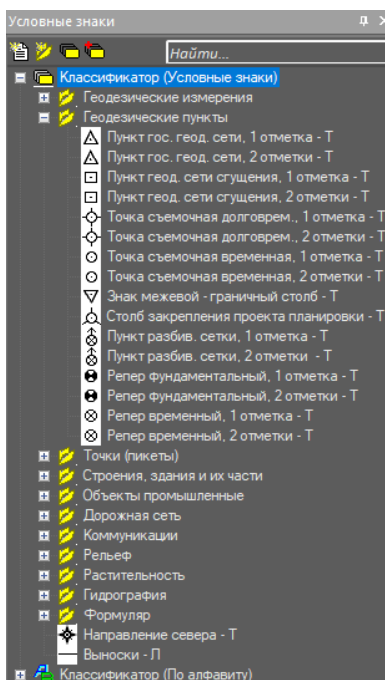 Условные знаки
Найти...
Классификатор (Условные знаки)
Геодезические измерения
Геодезические пункты
Пункт гос. геод. сети, 1 отметка - Т
Пункт гос. геод. сети, 2 отметки - Т
Пункт геод. сети сгущения, 1 отметка - Т
Пункт геод. сети сгущения, 2 отметки - Т
Точка съемочная долговрем., 1 отметка - Т
Точка съемочная долговрем., 2 отметки - Т
Точка съемочная временная, 1 отметка - Т
Точка съемочная временная, 2 отметки - Т
Знак межевой - граничный столб - Т
Столб закрепления проекта планировки - Т
Пункт разбив. сетки, 1 отметка - Т
Пункт разбив. сетки, 2 отметки - Т
Репер фундаментальный, 1 отметка - Т
Репер фундаментальный, 2 отметки - Т
Репер временный, 1 отметка - Т
Репер временный, 2 отметки - Т
Точки (пикеты)
Строения, здания и их части
Объекты промышленные
Дорожная сеть
Коммуникации
Рельеф
Растительность
Гидрография
Формуляр
Направление севера - Т
Выноски - Л
Классификатор (По алфавиту)